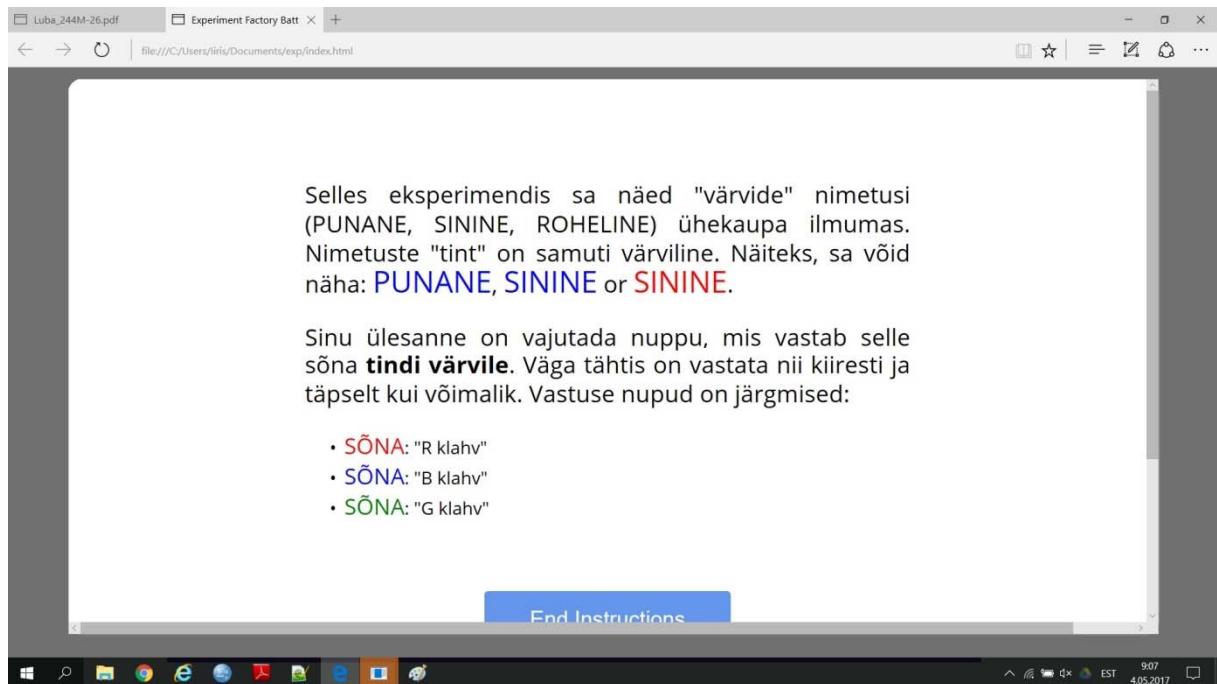 Luba_244M-26.pdf
Experiment Factory Batt
file:///C:/Users/liris/Documents/exp/index.html
Selles eksperimendis sa näed "värvide" nimetusi
(PUNANE, SININE, ROHELINE) ühekaupa ilmumas.
Nimetuste "tint" on samuti värviline. Näiteks, sa võid
näha: PUNANE, SININE or SININE.
Sinu ülesanne on vajutada nuppu, mis vastab selle
sõna tindi värvile. Väga tähtis on vastata nii kiiresti ja
täpselt kui võimalik. Vastuse nupud on järgmised:
• SÕNA: "R klahv"
• SÕNA: "B klahv"
• SÕNA: "G klahv"
End Instructions
EST
9:07
4.05.2017